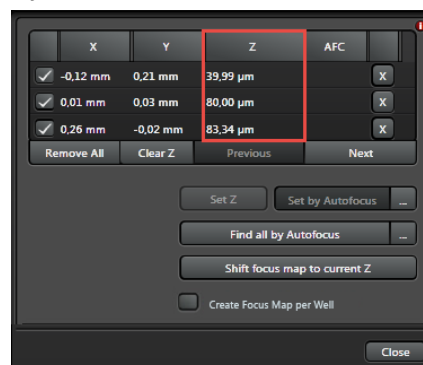 X Y Z AFC
-0,12 mm 0,21 mm 39,99 µm X
0,01 mm 0,03 mm 80,00 µm X
0,26 mm -0,02 mm 83,34 µm X
Remove All Clear Z Previous Next
Set Z Set by Autofocus ...
Find all by Autofocus ...
Shift focus map to current Z
Create Focus Map per Well
Close